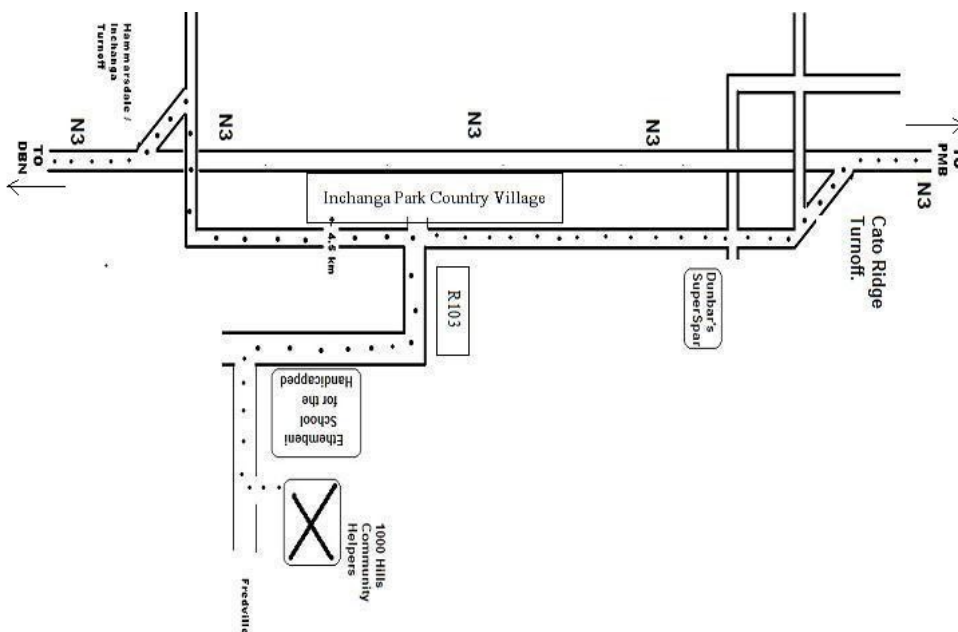 Hammarsdale /
Inchanga
Turnoff
N3
N3
N3
N3
TO
DBN
TO
PMB
N3
Inchanga Park Country Village
4.5 km
Cato Ridge
Turnoff.
R103
Dunbar's
SuperSpar
Ethembeni
School
for the
Handicapped
1000 Hills
Community
Helpers
Fredville